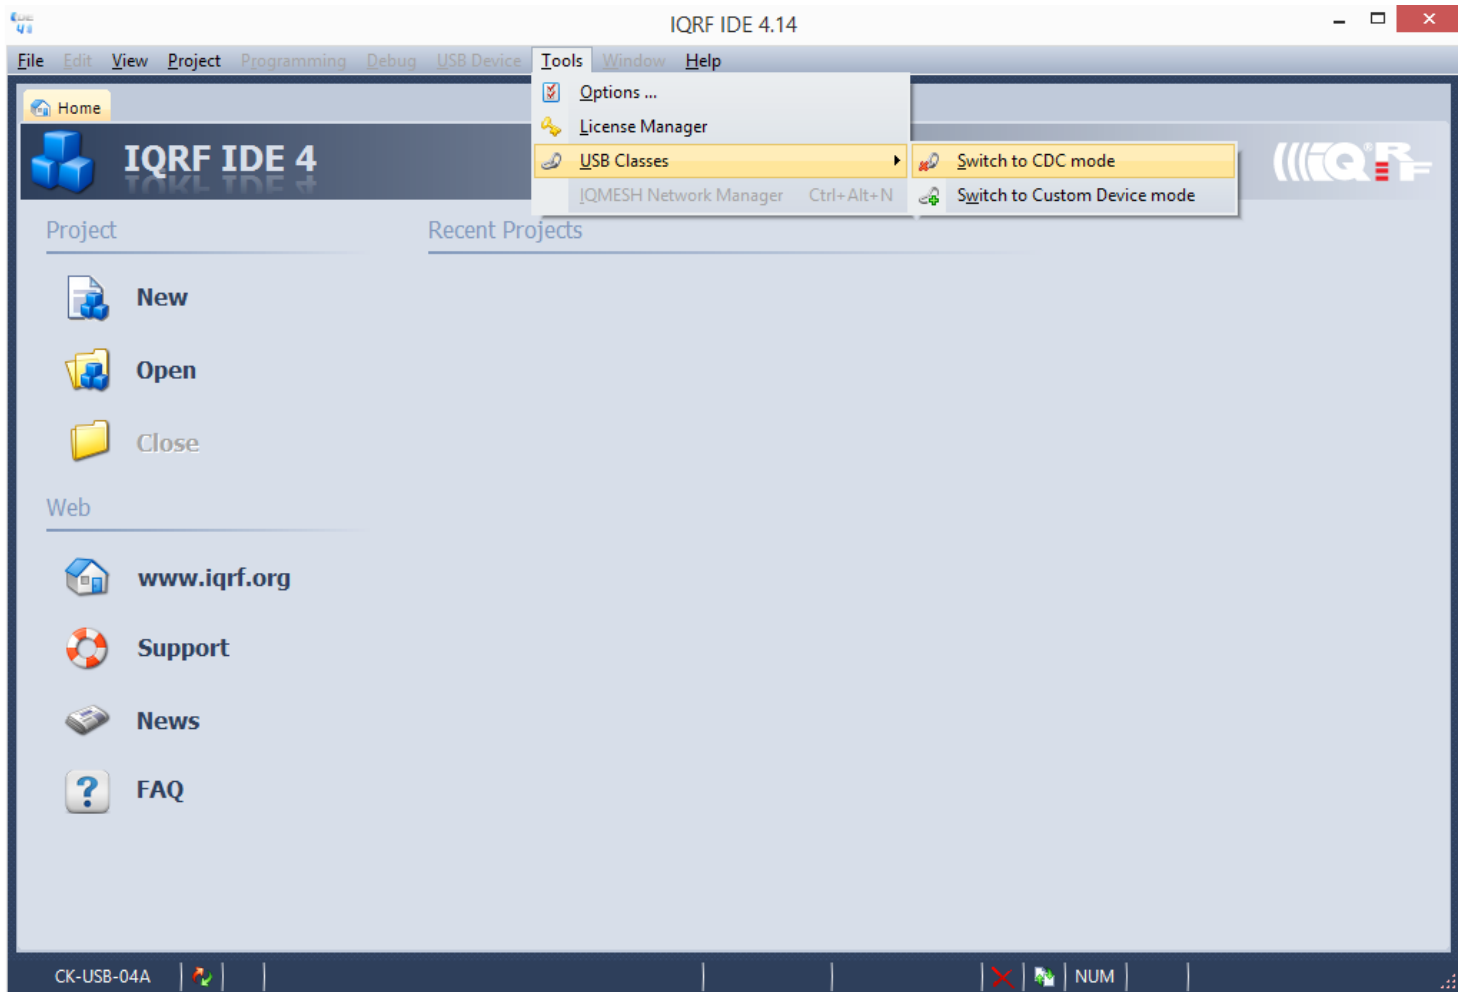 IQRF IDE 4.14
File Edit View Project Programming Debug USB Device Tools Window Help
Home
Options ...
License Manager
USB Classes
IQMESH Network Manager Ctrl+Alt+N
Switch to CDC mode
Switch to Custom Device mode
IQRF IDE 4
IQRF
Project
Recent Projects
New
Open
Close
Web
www.iqrf.org
Support
News
FAQ
CK-USB-04A
NUM